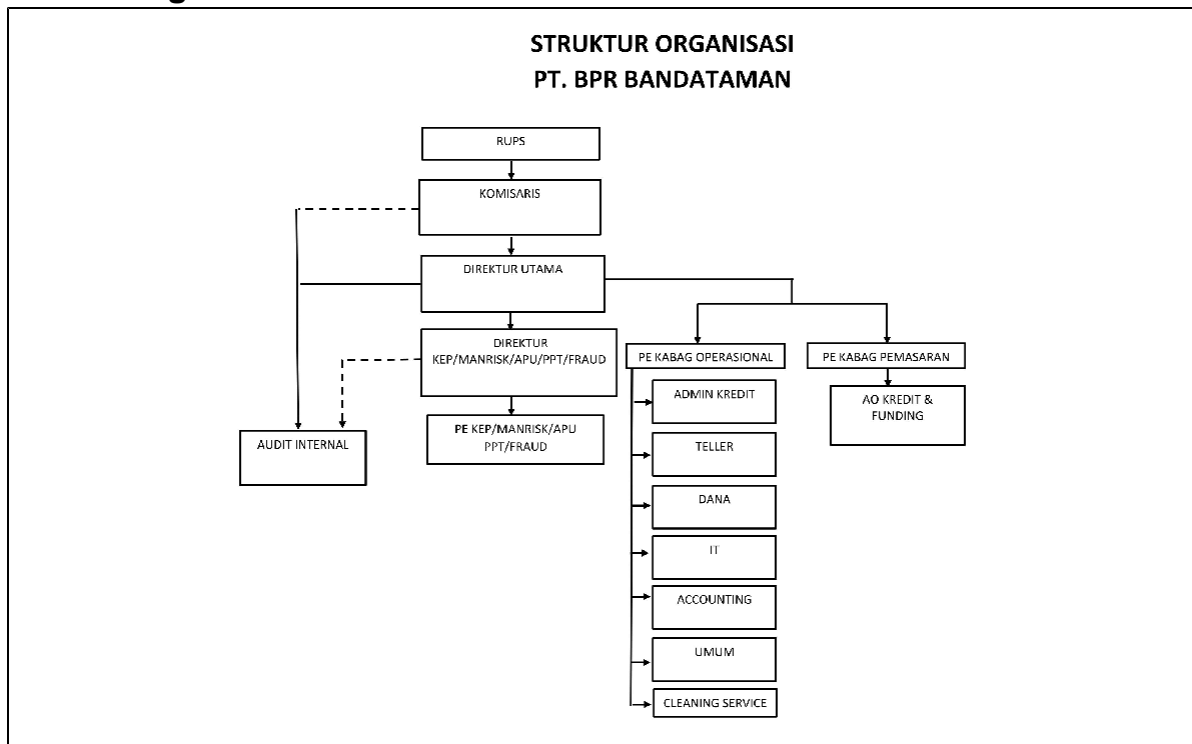 STRUKTUR ORGANISASI
PT. BPR BANDATAMAN
RUPS
KOMISARIS
DIREKTUR UTAMA
DIREKTUR
KEP/MANRISK/APU/PPT/FRAUD
PE KABAG OPERASIONAL
PE KABAG PEMASARAN
ADMIN KREDIT
AO KREDIT &
FUNDING
PE KEP/MANRISK/APU
PPT/FRAUD
AUDIT INTERNAL
TELLER
DANA
IT
ACCOUNTING
UMUM
CLEANING SERVICE